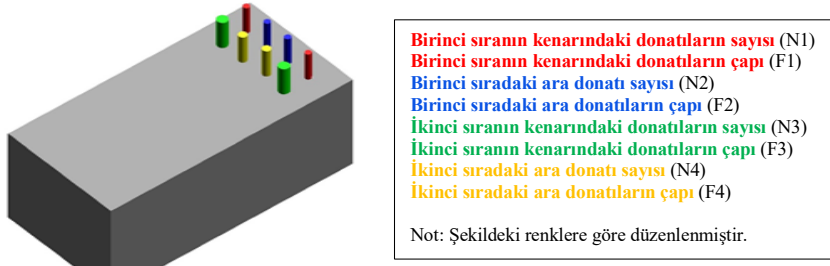 Birinci sıranın kenarındaki donatıların sayısı (N1)
Birinci sıranın kenarındaki donatıların çapı (F1)
Birinci sıradaki ara donatı sayısı (N2)
Birinci sıradaki ara donatıların çapı (F2)
İkinci sıranın kenarındaki donatıların sayısı (N3)
İkinci sıranın kenarındaki donatıların çapı (F3)
İkinci sıradaki ara donatı sayısı (N4)
İkinci sıradaki ara donatıların çapı (F4)
Not: Şekildeki renklere göre düzenlenmiştir.